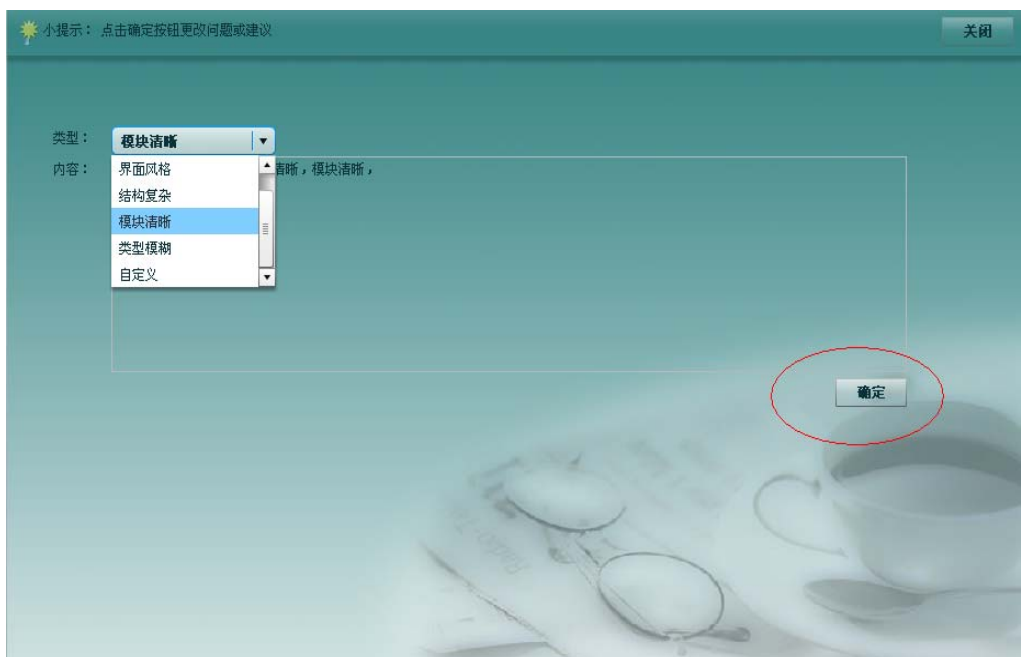 小提示： 点击确定按钮更改问题或建议
关闭
类型：
模块清晰
内容：
清晰，模块清晰，
界面风格
结构复杂
模块清晰
类型模糊
自定义
确定